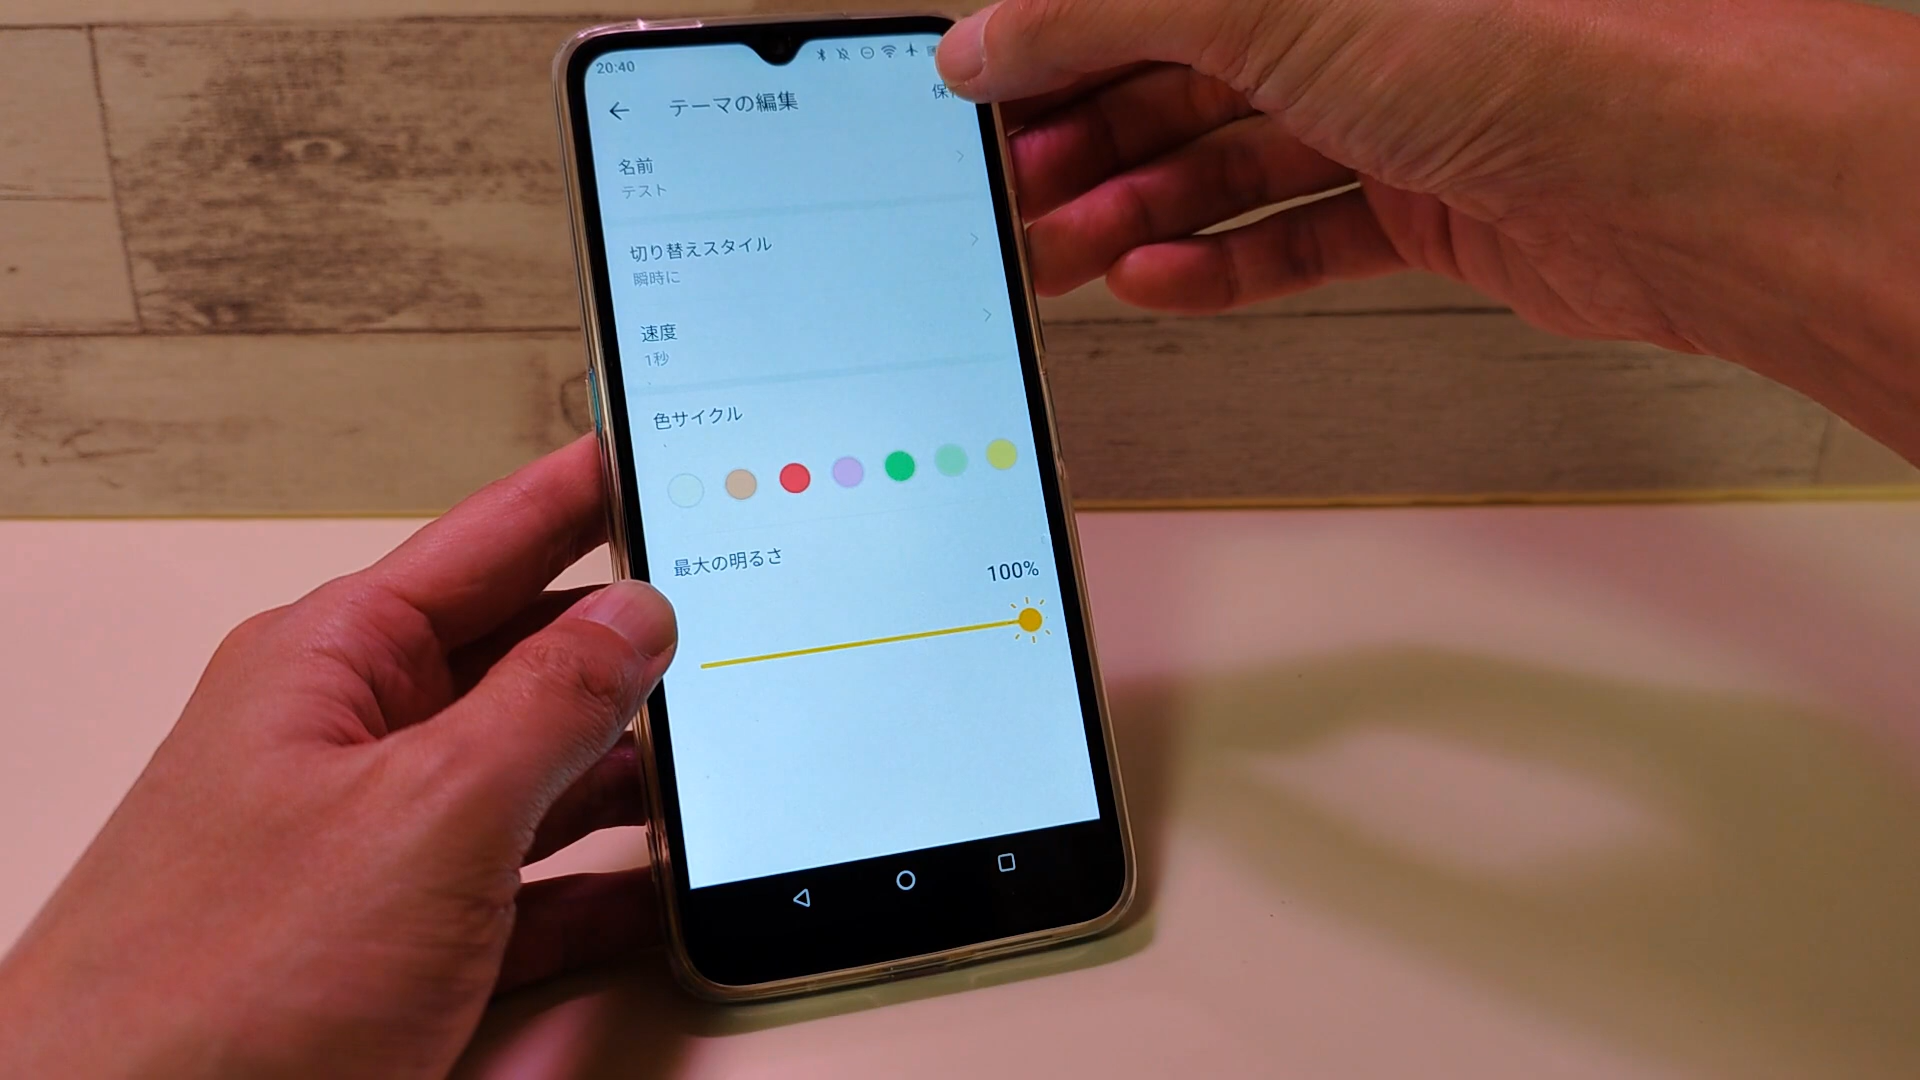 20:40
テーマの編集
保
名前
テスト
切り替えスタイル
瞬時に
速度
1秒
色サイクル
最大の明るさ
100%